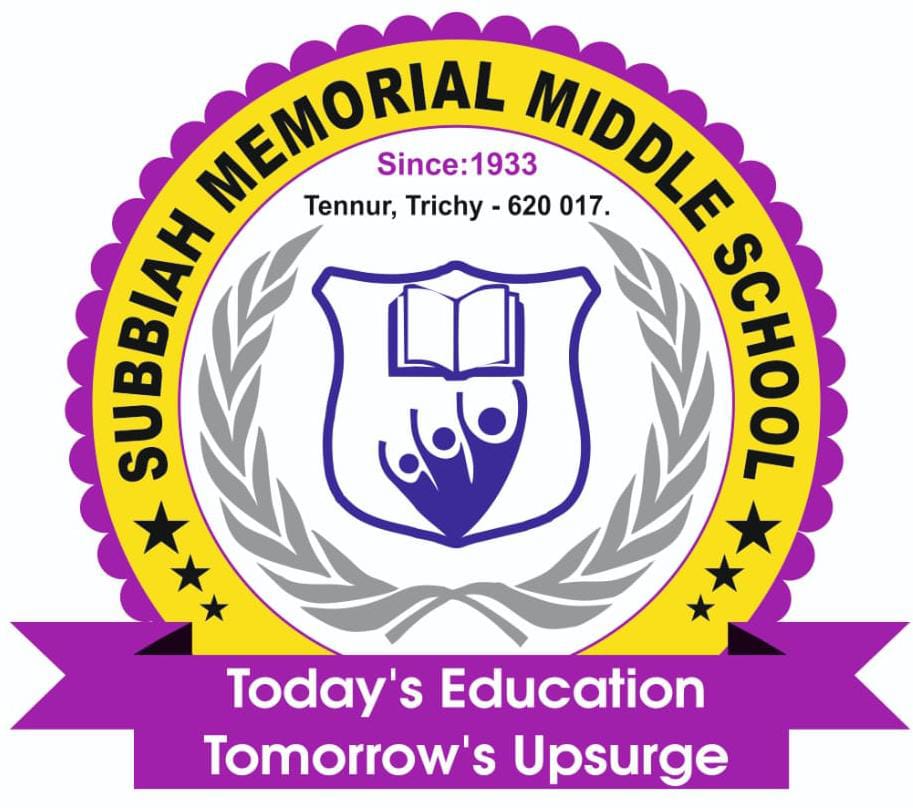 SUBBIAH MEMORIAL MIDDLE SCHOOL
Since:1933
Tennur, Trichy - 620 017.
Today's Education
Tomorrow's Upsurge